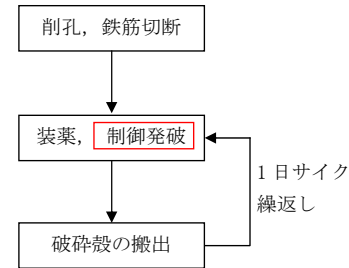 削孔，鉄筋切断
装薬，制御発破
1日サイク
繰返し
破砕殻の搬出